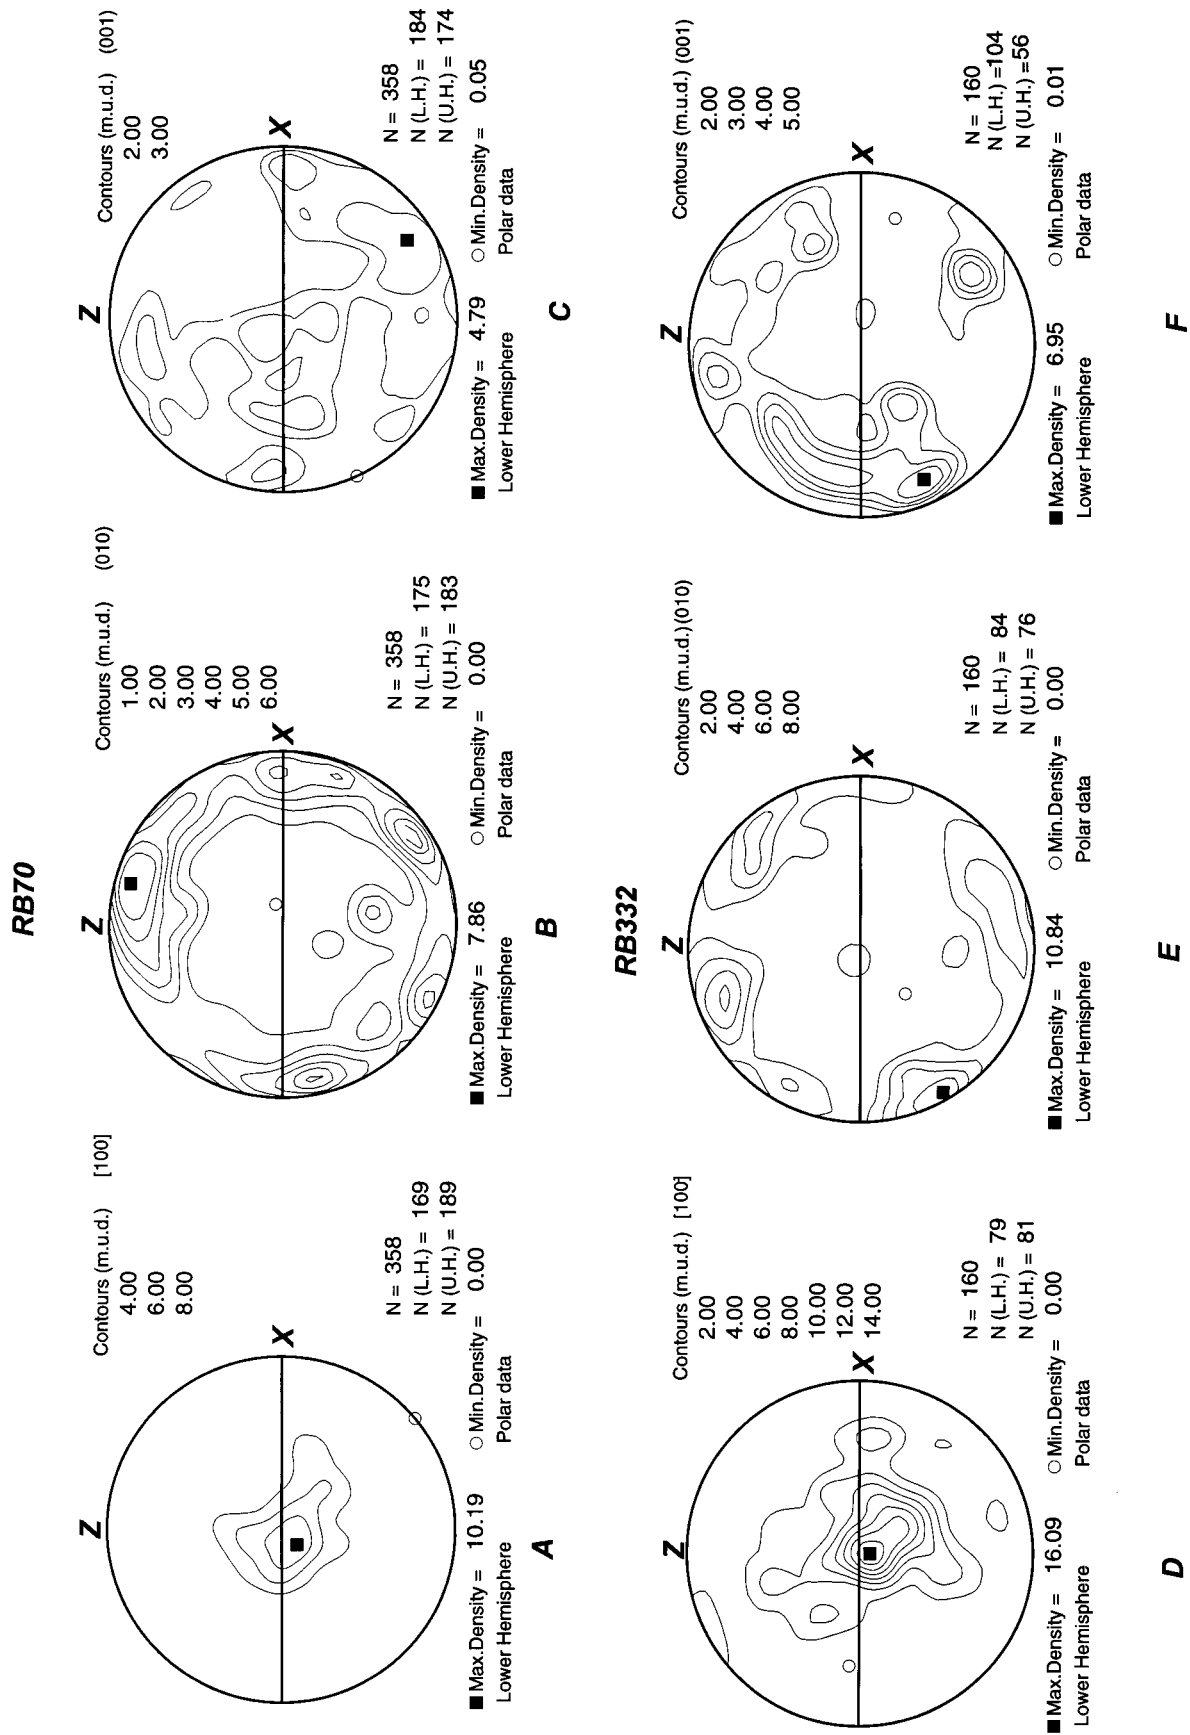 RB70
Z
X
Contours (m.u.d.) [100]
4.00
6.00
8.00
N = 358
N (L.H.) = 169
N (U.H.) = 189
■ Max.Density = 10.19 ○ Min.Density = 0.00
Lower Hemisphere Polar data
A
Z
X
Contours (m.u.d.) (010)
1.00
2.00
3.00
4.00
5.00
6.00
N = 358
N (L.H.) = 175
N (U.H.) = 183
■ Max.Density = 7.86 ○ Min.Density = 0.00
Lower Hemisphere Polar data
B
Z
X
Contours (m.u.d.) (001)
2.00
3.00
N = 358
N (L.H.) = 184
N (U.H.) = 174
■ Max.Density = 4.79 ○ Min.Density = 0.05
Lower Hemisphere Polar data
C
RB332
Z
X
Contours (m.u.d.) [100]
2.00
4.00
6.00
8.00
10.00
12.00
14.00
N = 160
N (L.H.) = 79
N (U.H.) = 81
■ Max.Density = 16.09 ○ Min.Density = 0.00
Lower Hemisphere Polar data
D
Z
X
Contours (m.u.d.) (010)
2.00
4.00
6.00
8.00
N = 160
N (L.H.) = 84
N (U.H.) = 76
■ Max.Density = 10.84 ○ Min.Density = 0.00
Lower Hemisphere Polar data
E
Z
X
Contours (m.u.d.) (001)
2.00
3.00
4.00
5.00
N = 160
N (L.H.) =104
N (U.H.) =56
■ Max.Density = 6.95 ○ Min.Density = 0.01
Lower Hemisphere Polar data
F